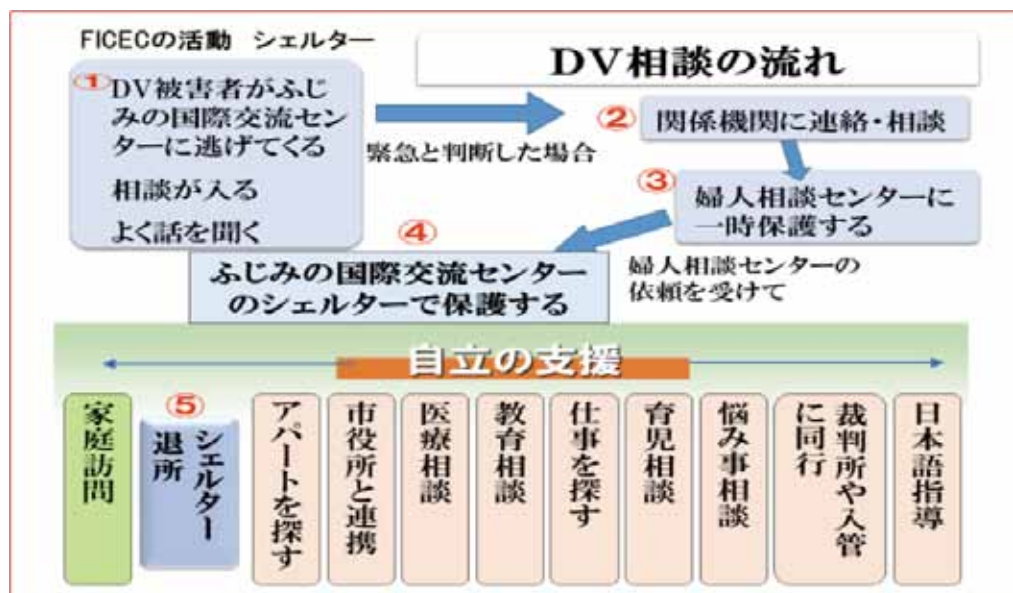 FICECの活動 シェルター
DV相談の流れ
①DV被害者がふじ
みの国際交流セン
ターに逃げてくる
相談が入る
よく話を聞く
緊急と判断した場合
②関係機関に連絡・相談
③婦人相談センターに
一時保護する
婦人相談センターの
依頼を受けて
④
ふじみの国際交流センター
のシェルターで保護する
自立の支援
家庭訪問
⑤
シェルター
退所
アパートを探す
市役所と連携
医療相談
教育相談
仕事を探す
育児相談
悩み事相談
裁判所や入管
に同行
日本語指導